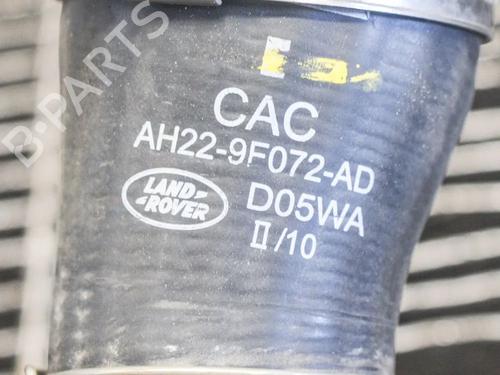 B-PARTS
CAC
AH22-9F072-AD
LAND-
-ROVER
D05WA
II/10